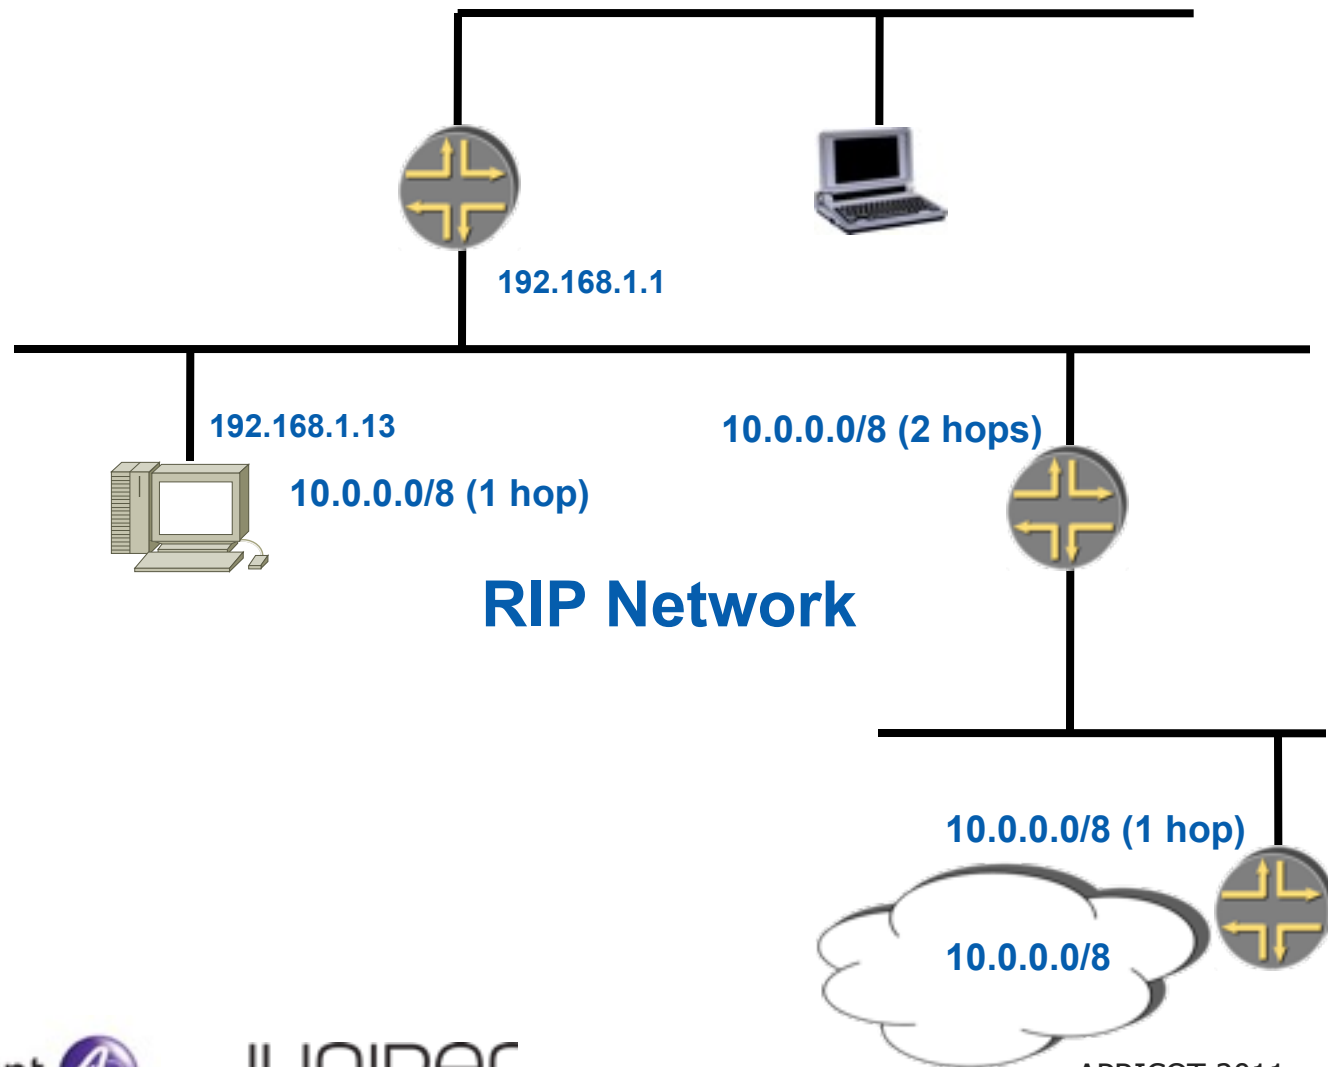 192.168.1.1
192.168.1.13
10.0.0.0/8 (2 hops)
10.0.0.0/8 (1 hop)
RIP Network
10.0.0.0/8 (1 hop)
10.0.0.0/8